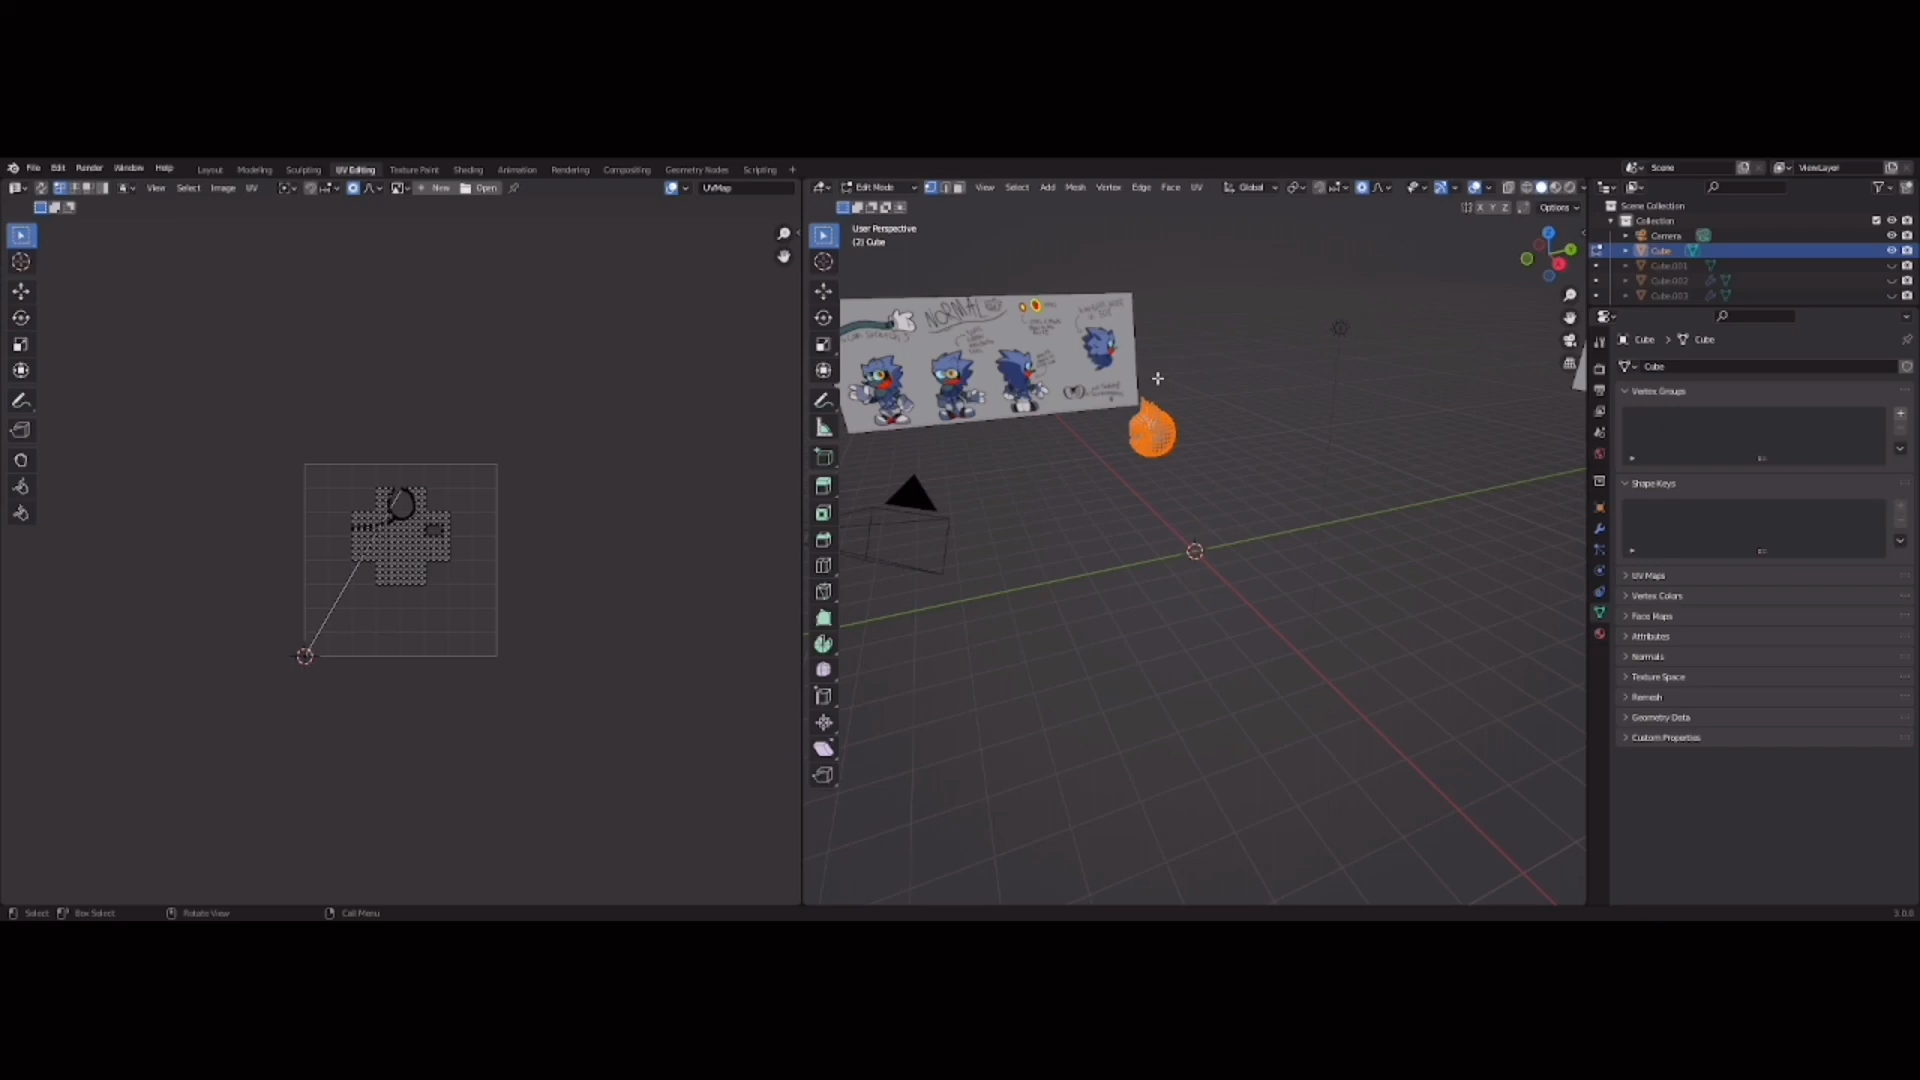 File Edit Render Window Help Layout Modeling Sculpting UV Editing Texture Paint Shading Animation Rendering Compositing Geometry Nodes Scripting + Scene ViewLayer
View Select Image UV New Open UVMap Edit Mode View Select Add Mesh Vertex Edge Face UV Global
X Y Z Options
User Perspective
(2) Cube
Scene Collection
Collection
Camera
Cube
Cube.001
Cube.002
Cube.003
NORMAL
Cube > Cube
Cube
Vertex Groups
Shape Keys
UV Maps
Vertex Colors
Face Maps
Attributes
Normals
Texture Space
Remesh
Geometry Data
Custom Properties
Select Box Select Rotate View Call Menu 3.0.0